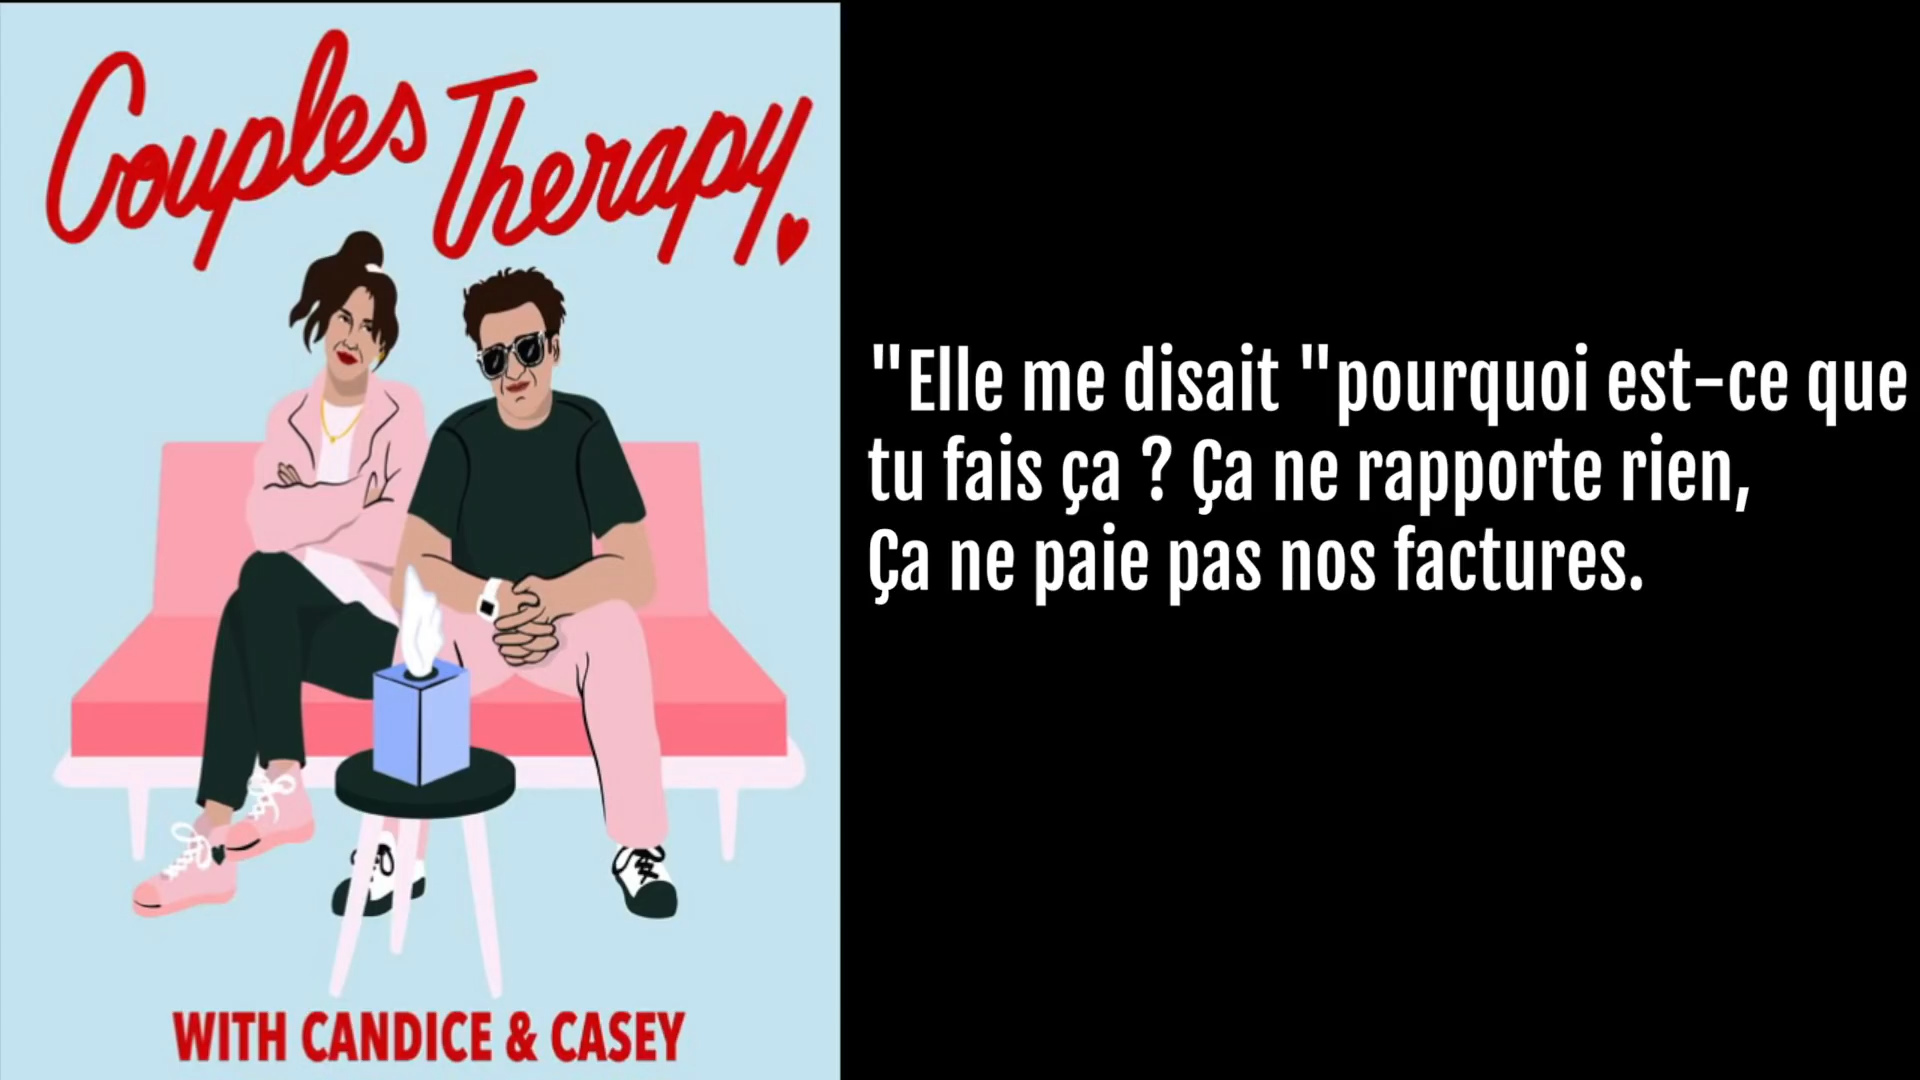 Couples Therapy
"Elle me disait "pourquoi est-ce que
tu fais ça ? Ça ne rapporte rien,
Ça ne paie pas nos factures.
WITH CANDICE & CASEY